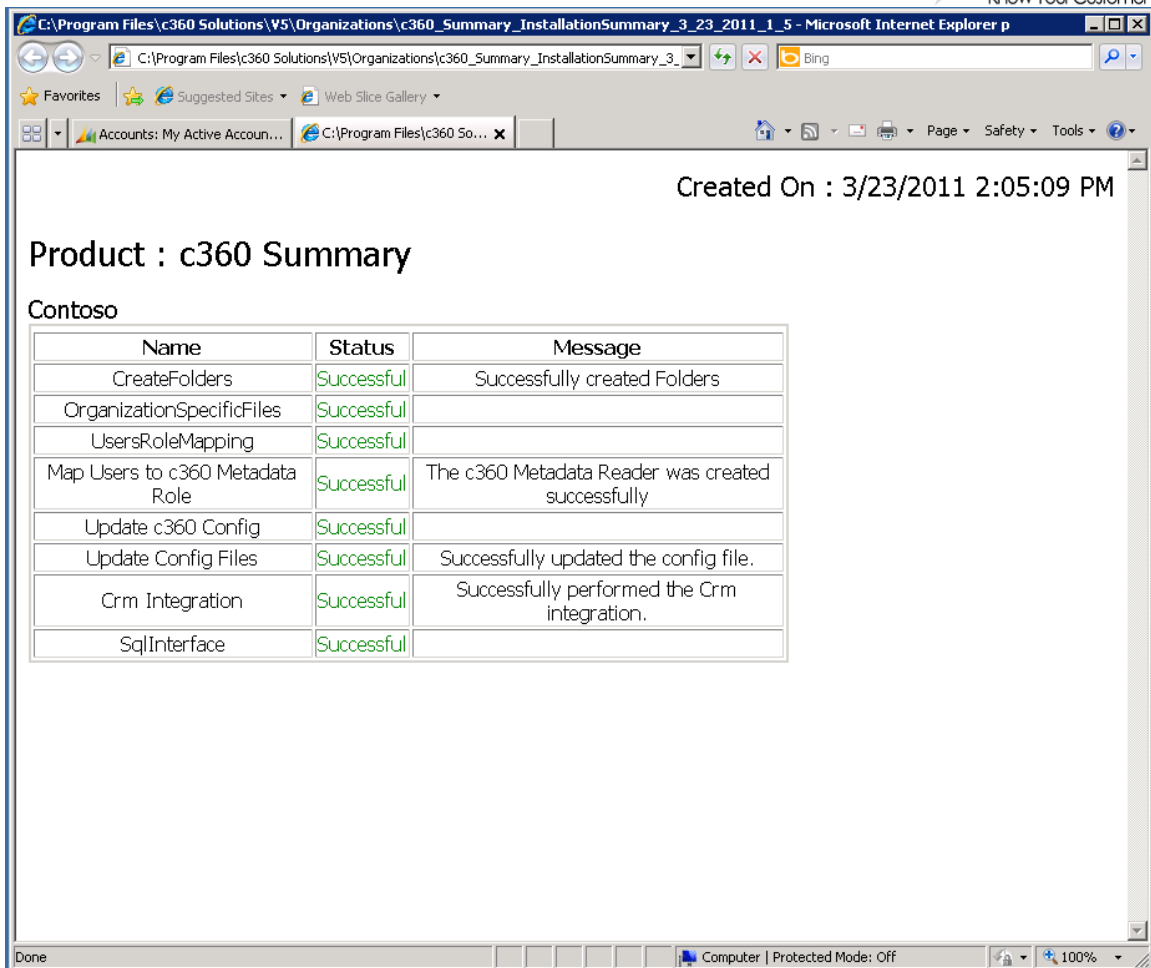 Know Your Customer
C:\Program Files\c360 Solutions\V5\Organizations\c360_Summary_InstallationSummary_3_23_2011_1_5 - Microsoft Internet Explorer p
C:\Program Files\c360 Solutions\V5\Organizations\c360_Summary_InstallationSummary_3_
Bing
Favorites Suggested Sites Web Slice Gallery
Accounts: My Active Accoun... C:\Program Files\c360 So... Page Safety Tools
Created On : 3/23/2011 2:05:09 PM
Product : c360 Summary
Contoso
Name Status Message
CreateFolders Successful Successfully created Folders
OrganizationSpecificFiles Successful
UsersRoleMapping Successful
Map Users to c360 Metadata
Role
Successful
The c360 Metadata Reader was created
successfully
Update c360 Config Successful
Update Config Files Successful Successfully updated the config file.
Crm Integration Successful
Successfully performed the Crm
integration.
SqlInterface Successful
Done Computer | Protected Mode: Off 100%